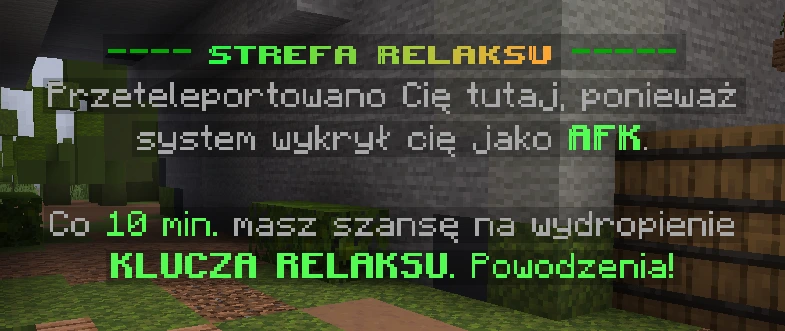 ---- STREFA RELAKSU -----
Przeteleportowano Cię tutaj, ponieważ
system wykrył cię jako AFK.
Co 10 min. masz szansę na wydropienie
KLUCZA RELAKSU. Powodzenia!